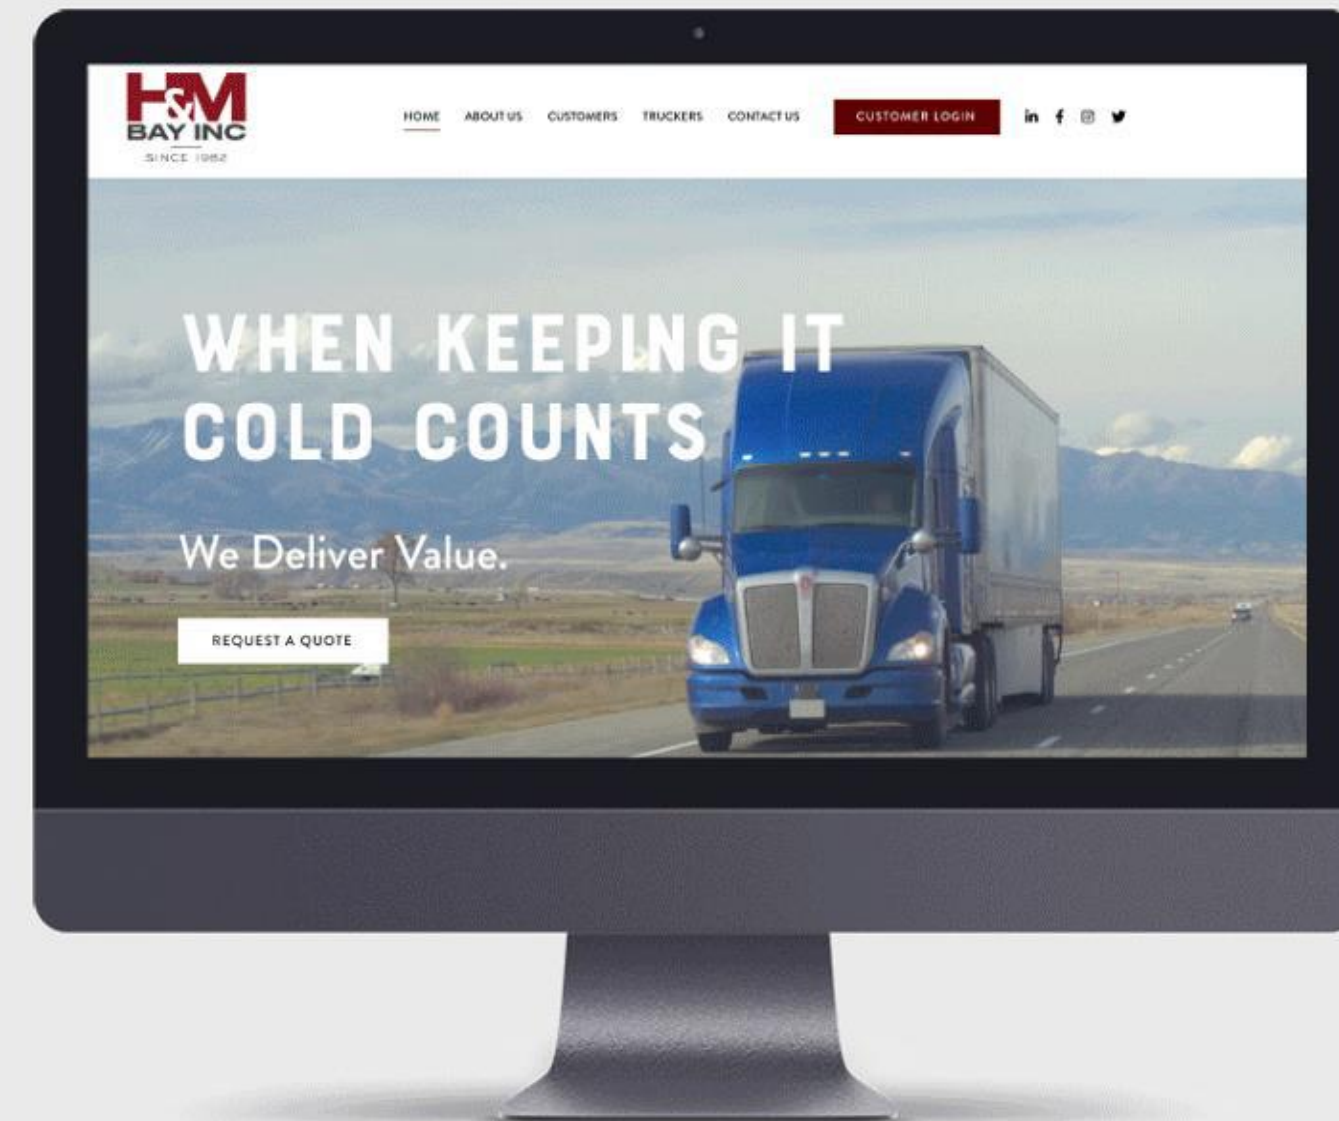 H&M
BAY INC
SINCE 1982
HOME ABOUT US CUSTOMERS TRUCKERS CONTACT US CUSTOMER LOGIN
WHEN KEEPING IT
COLD COUNTS
We Deliver Value.
REQUEST A QUOTE